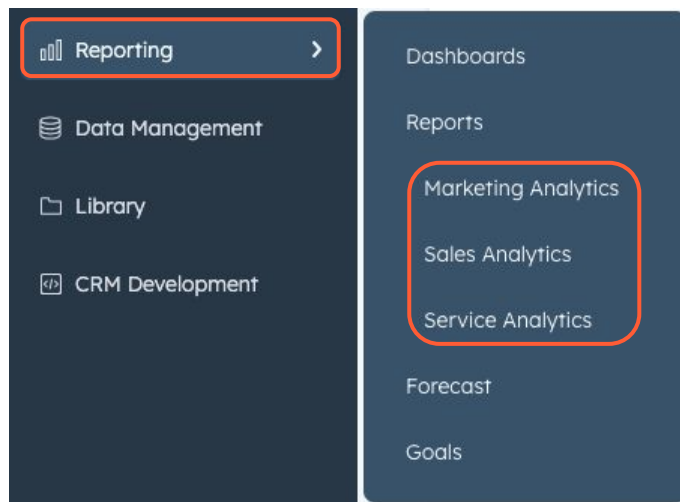 Reporting
Data Management
Library
CRM Development
Dashboards
Reports
Marketing Analytics
Sales Analytics
Service Analytics
Forecast
Goals